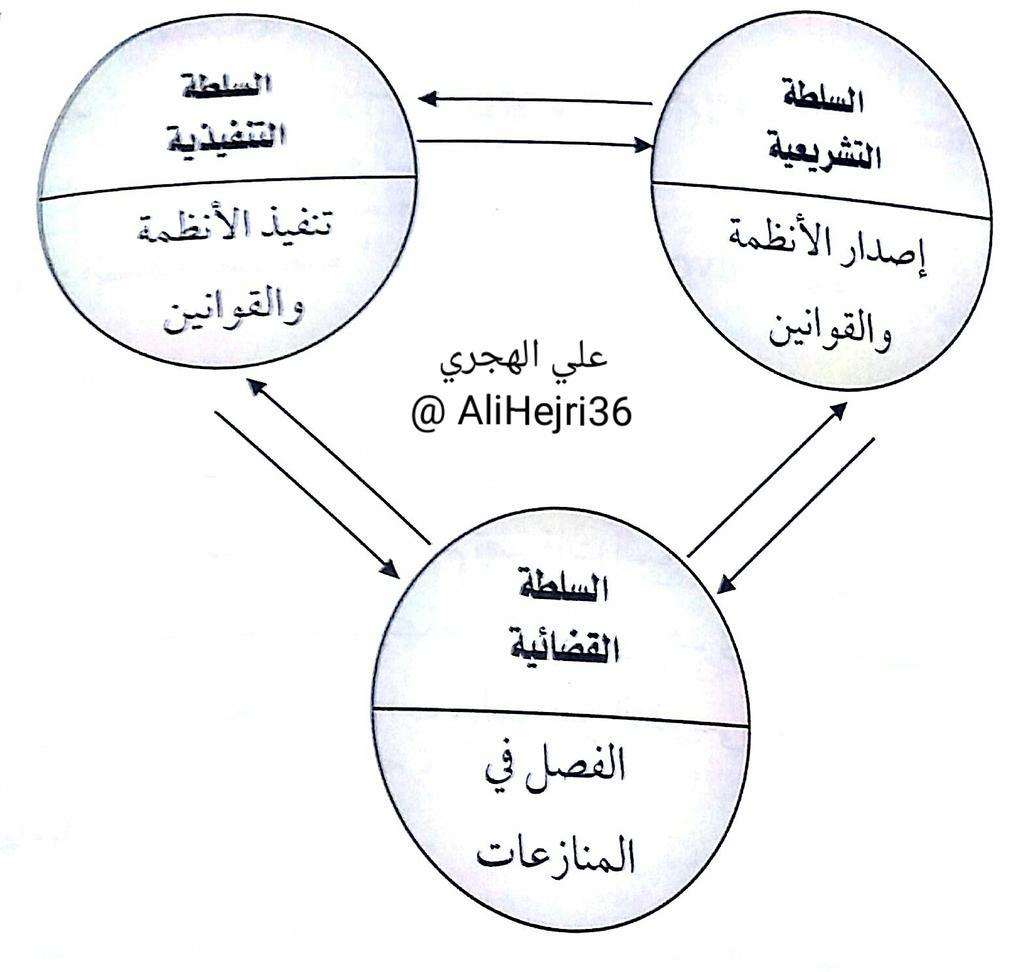 السلطة
التشريعية
إصدار الأنظمة
والقوانين
السلطة
التنفيذية
تنفيذ الأنظمة
والقوانين
علي الهجري
@ AliHejri36
السلطة
القضائية
الفصل في
المنازعات